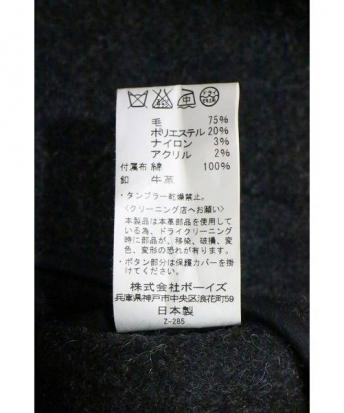 ドライ
毛 75%
ポリエステル 20%
ナイロン 3%
アクリル 2%
付属布 綿 100%
釦 牛革
・タンブラー乾燥禁止。
<クリーニング店へお願い>
本製品は本革部品を使用して
いる為、ドライクリーニング
時に部品が、移染、破損、変
色、変形の恐れが有ります。
・ボタン部分は保護カバーを掛
けてください。
株式会社ボーイズ
兵庫県神戸市中央区浪花町59
日本製
Z-285